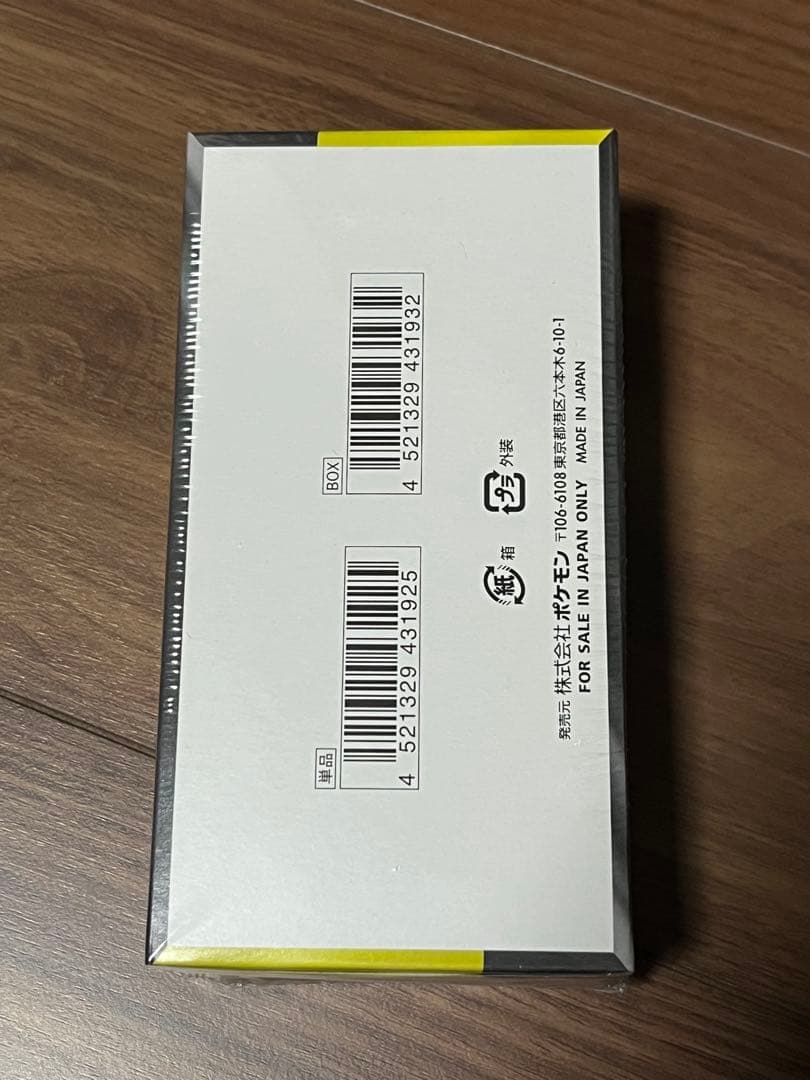 単品
4 521329 431925
BOX
4 521329 431932
紙 箱
プラ 外装
発売元 株式会社ポケモン 〒106-6108 東京都港区六本木6-10-1
FOR SALE IN JAPAN ONLY MADE IN JAPAN